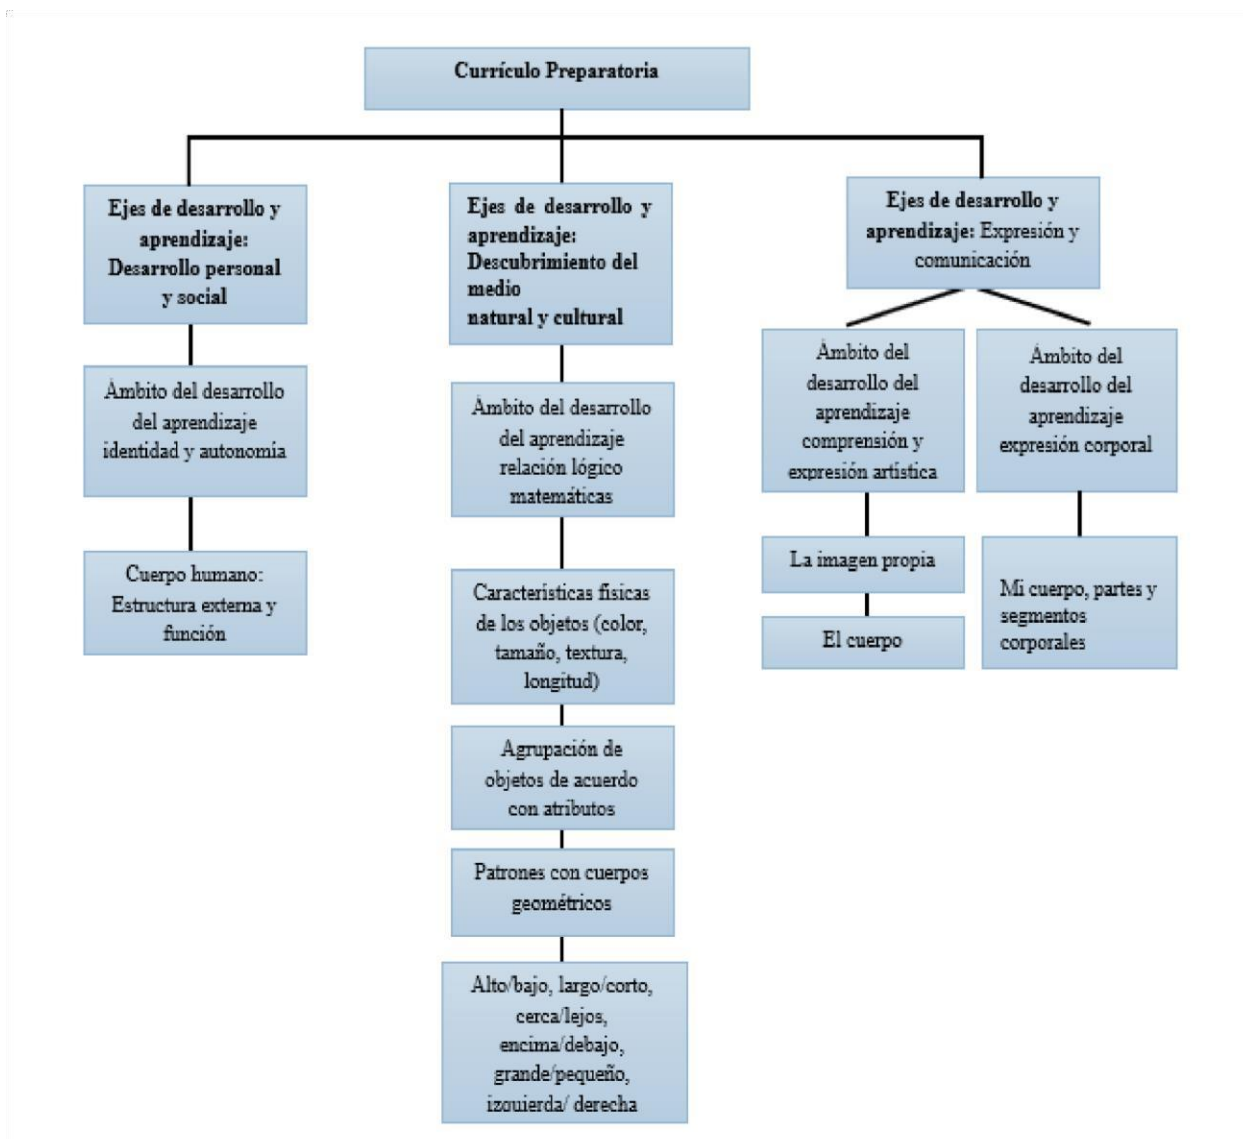 Currículo Preparatoria
Ejes de desarrollo y
aprendizaje:
Desarrollo personal
y social
Ámbito del desarrollo
del aprendizaje
identidad y autonomía
Cuerpo humano:
Estructura externa y
función
Ejes de desarrollo y
aprendizaje:
Descubrimiento del
medio
natural y cultural
Ámbito del desarrollo
del aprendizaje
relación lógico
matemáticas
Características físicas
de los objetos (color,
tamaño, textura,
longitud)
Agrupación de
objetos de acuerdo
con atributos
Patrones con cuerpos
geométricos
Alto/bajo, largo/corto,
cerca/lejos,
encima/debajo,
grande/pequeño,
izquierda/ derecha
Ejes de desarrollo y
aprendizaje: Expresión y
comunicación
Ámbito del
desarrollo del
aprendizaje
comprensión y
expresión artística
La imagen propia
El cuerpo
Ámbito del
desarrollo del
aprendizaje
expresión corporal
Mi cuerpo, partes y
segmentos
corporales